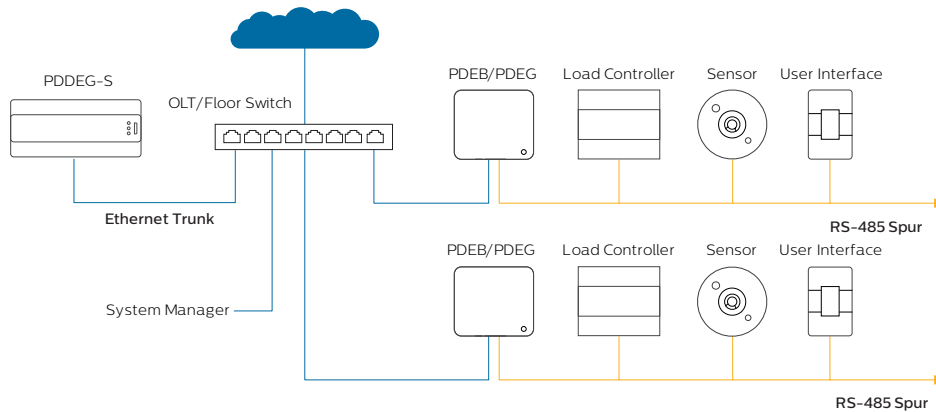 PDDEG-S
OLT/Floor Switch
PDEB/PDEG
Load Controller
Sensor
User Interface
Ethernet Trunk
RS-485 Spur
PDEB/PDEG
Load Controller
Sensor
User Interface
System Manager
RS-485 Spur